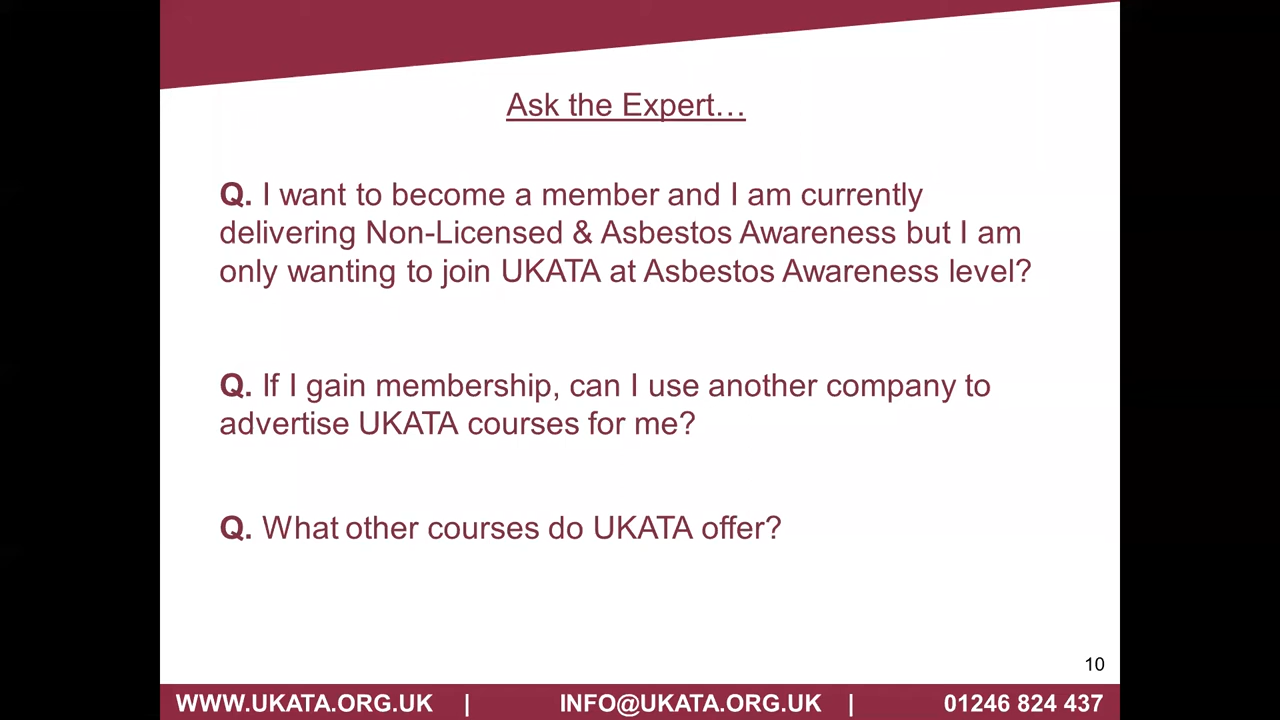 Ask the Expert…
Q. I want to become a member and I am currently
delivering Non-Licensed & Asbestos Awareness but I am
only wanting to join UKATA at Asbestos Awareness level?
Q. If I gain membership, can I use another company to
advertise UKATA courses for me?
Q. What other courses do UKATA offer?
10
WWW.UKATA.ORG.UK | INFO@UKATA.ORG.UK | 01246 824 437